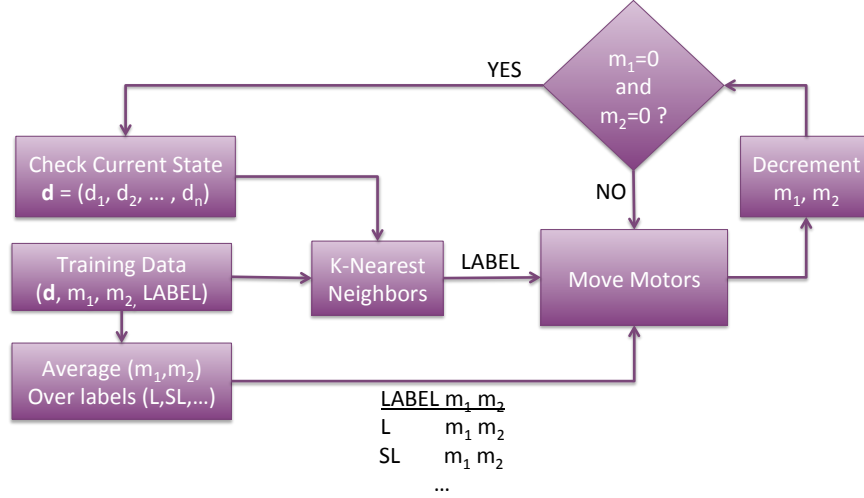 m₁=0
and
m₂=0 ?
YES
NO
Check Current State
d = (d₁, d₂, … , dₙ)
Decrement
m₁, m₂
Training Data
(d, m₁, m₂, LABEL)
K-Nearest
Neighbors
LABEL
Move Motors
Average (m₁,m₂)
Over labels (L,SL,…)
LABEL m₁ m₂
L m₁ m₂
SL m₁ m₂
…